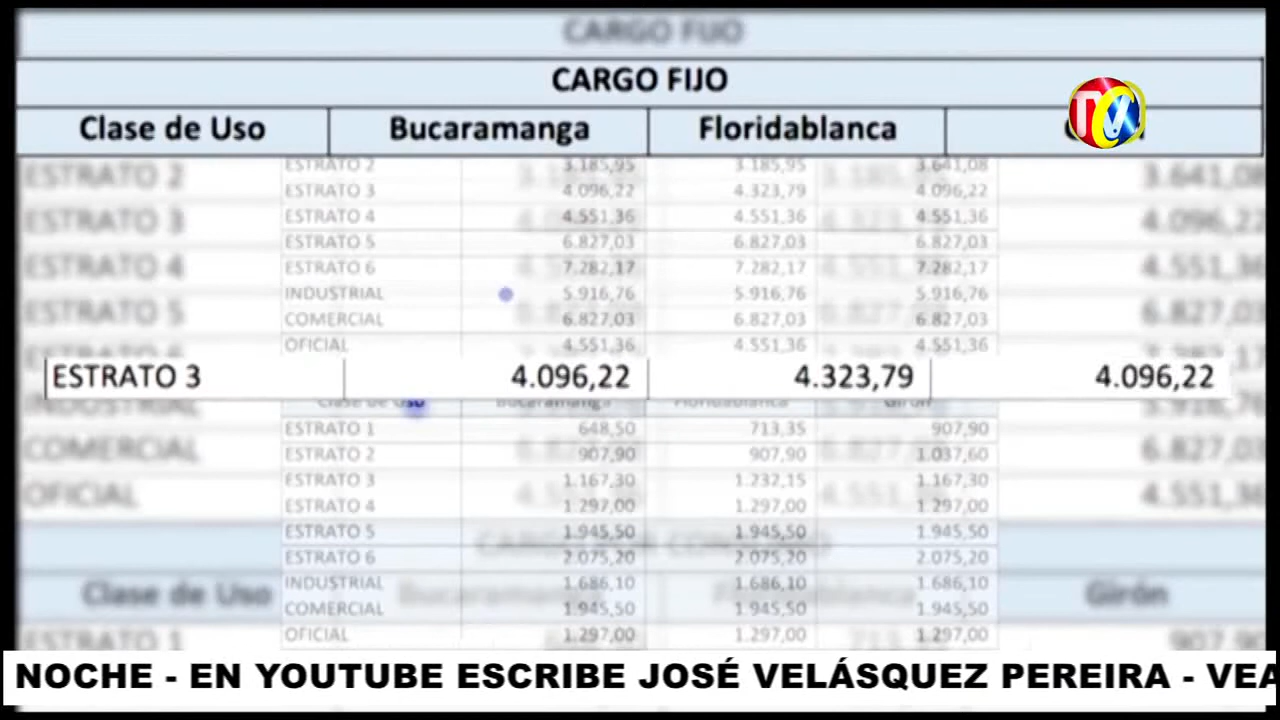 CARGO FIJO
CARGO FIJO
Clase de Uso Bucaramanga Floridablanca
TVC
ESTRATO 2 3.185,95 3.185,95 3.641,08
ESTRATO 3 4.096,22 4.323,79 4.096,22
ESTRATO 4 4.551,36 4.551,36 4.551,36
ESTRATO 5 6.827,03 6.827,03 6.827,03
ESTRATO 6 7.282,17 7.282,17 7.282,17
INDUSTRIAL 5.916,76 5.916,76 5.916,76
COMERCIAL 6.827,03 6.827,03 6.827,03
OFICIAL 4.551,36 4.551,36 4.551,36
ESTRATO 3 4.096,22 4.323,79 4.096,22
Clase de Uso Bucaramanga Floridablanca Girón
ESTRATO 1 648,50 713,35 907,90
ESTRATO 2 907,90 907,90 1.037,60
ESTRATO 3 1.167,30 1.232,15 1.167,30
ESTRATO 4 1.297,00 1.297,00 1.297,00
ESTRATO 5 1.945,50 1.945,50 1.945,50
ESTRATO 6 2.075,20 2.075,20 2.075,20
INDUSTRIAL 1.686,10 1.686,10 1.686,10
COMERCIAL 1.945,50 1.945,50 1.945,50
OFICIAL 1.297,00 1.297,00 1.297,00
Clase de Uso Bucaramanga Floridablanca Girón
NOCHE - EN YOUTUBE ESCRIBE JOSÉ VELÁSQUEZ PEREIRA - VEA